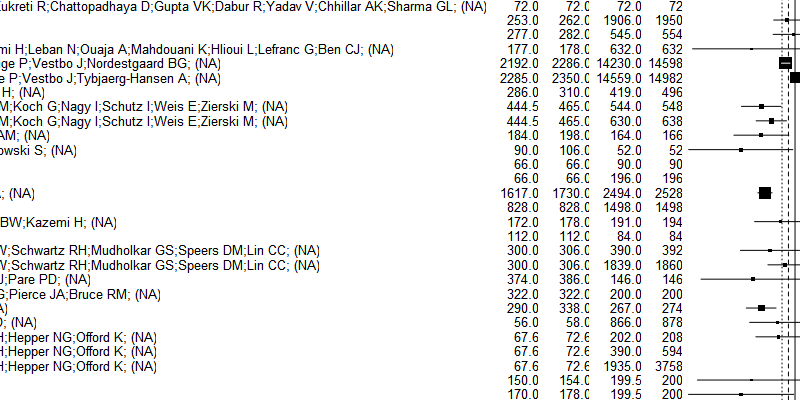 ukreti R;Chattopadhaya D;Gupta VK;Dabur R;Yadav V;Chhillar AK;Sharma GL; (NA) 72.0 72.0 72.0 72
253.0 262.0 1906.0 1950
277.0 282.0 545.0 554
mi H;Leban N;Ouaja A;Mahdouani K;Hlioui L;Lefranc G;Ben CJ; (NA) 177.0 178.0 632.0 632
ge P;Vestbo J;Nordestgaard BG; (NA) 2192.0 2286.0 14230.0 14598
e P;Vestbo J;Tybjaerg-Hansen A; (NA) 2285.0 2350.0 14559.0 14982
H; (NA) 286.0 310.0 419.0 496
M;Koch G;Nagy I;Schutz I;Weis E;Zierski M; (NA) 444.5 465.0 544.0 548
M;Koch G;Nagy I;Schutz I;Weis E;Zierski M; (NA) 444.5 465.0 630.0 638
AM; (NA) 184.0 198.0 164.0 166
owski S; (NA) 90.0 106.0 52.0 52
66.0 66.0 90.0 90
66.0 66.0 196.0 196
; (NA) 1617.0 1730.0 2494.0 2528
828.0 828.0 1498.0 1498
BW;Kazemi H; (NA) 172.0 178.0 191.0 194
112.0 112.0 84.0 84
W;Schwartz RH;Mudholkar GS;Speers DM;Lin CC; (NA) 300.0 306.0 390.0 392
W;Schwartz RH;Mudholkar GS;Speers DM;Lin CC; (NA) 300.0 306.0 1839.0 1860
J;Pare PD; (NA) 374.0 386.0 146.0 146
G;Pierce JA;Bruce RM; (NA) 322.0 322.0 200.0 200
A) 290.0 338.0 267.0 274
; (NA) 56.0 58.0 866.0 878
H;Hepper NG;Offord K; (NA) 67.6 72.6 202.0 208
H;Hepper NG;Offord K; (NA) 67.6 72.6 390.0 594
H;Hepper NG;Offord K; (NA) 67.6 72.6 1935.0 3758
150.0 154.0 199.5 200
170.0 178.0 199.5 200